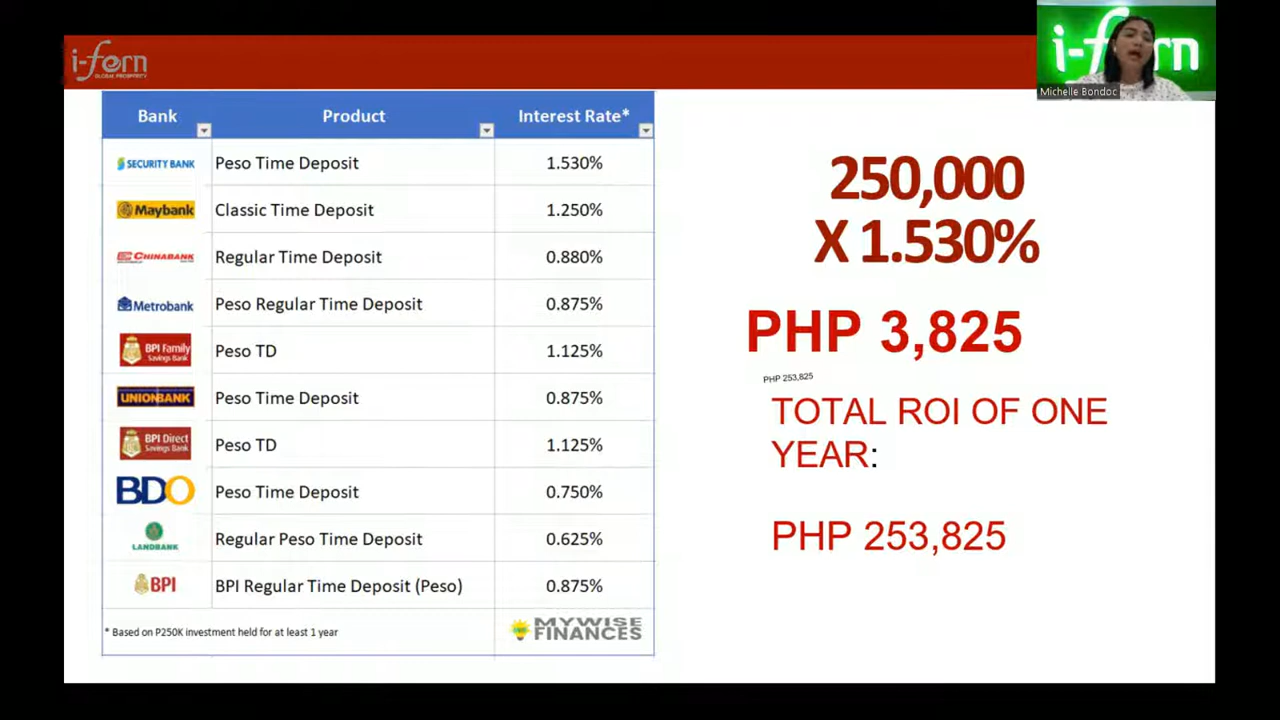 i-fern
GLOBAL PROSPERITY
i-fern
Michelle Bondoc
Bank Product Interest Rate*
SECURITY BANK Peso Time Deposit 1.530%
Maybank Classic Time Deposit 1.250%
CHINABANK Regular Time Deposit 0.880%
Metrobank Peso Regular Time Deposit 0.875%
BPI Family
Savings Bank
Peso TD 1.125%
UNIONBANK Peso Time Deposit 0.875%
BPI Direct
Savings Bank
Peso TD 1.125%
BDO Peso Time Deposit 0.750%
LANDBANK Regular Peso Time Deposit 0.625%
BPI BPI Regular Time Deposit (Peso) 0.875%
* Based on P250K investment held for at least 1 year
MYWISE
FINANCES
250,000
X 1.530%
PHP 3,825
PHP 253,825
TOTAL ROI OF ONE
YEAR:
PHP 253,825